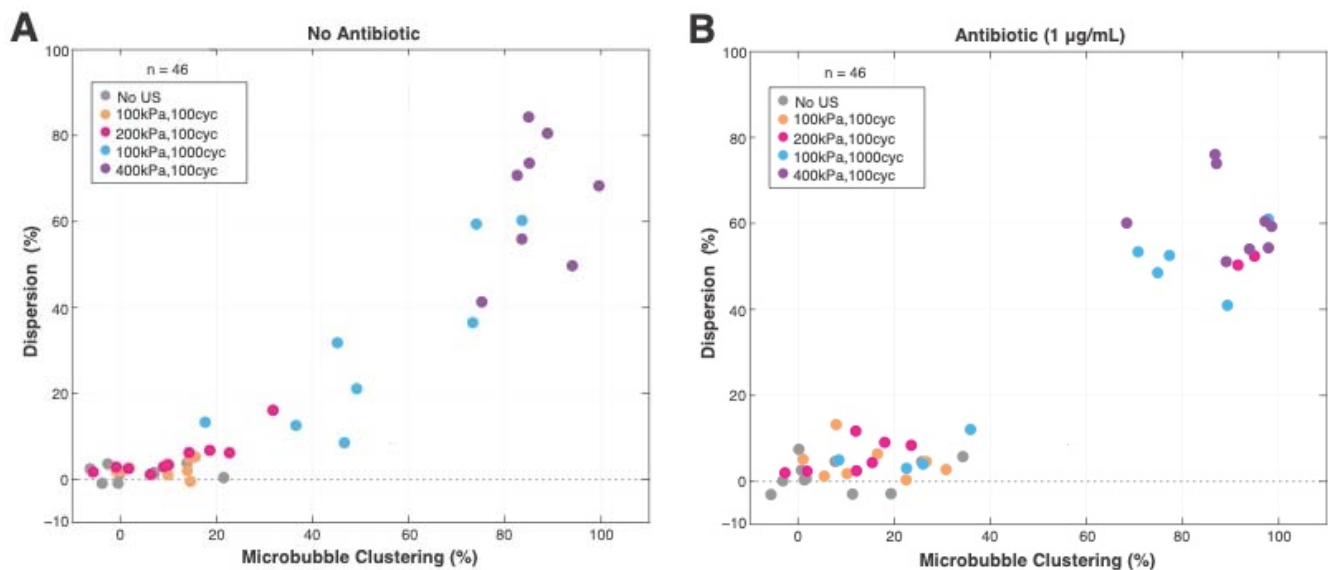 A
No Antibiotic
n = 46
No US
100kPa,100cyc
200kPa,100cyc
100kPa,1000cyc
400kPa,100cyc
Dispersion (%)
100
80
60
40
20
0
−10
0 20 40 60 80 100
Microbubble Clustering (%)
B
Antibiotic (1 µg/mL)
n = 46
No US
100kPa,100cyc
200kPa,100cyc
100kPa,1000cyc
400kPa,100cyc
Dispersion (%)
100
80
60
40
20
0
−10
0 20 40 60 80 100
Microbubble Clustering (%)